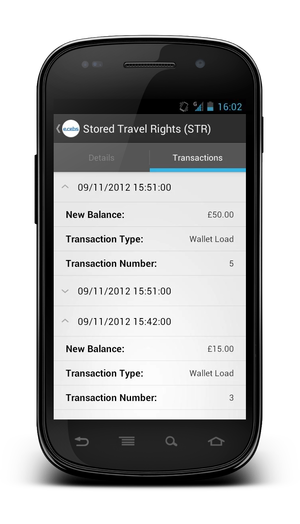 16:02
Stored Travel Rights (STR)
Details
Transactions
09/11/2012 15:51:00
New Balance: £50.00
Transaction Type: Wallet Load
Transaction Number: 5
09/11/2012 15:51:00
09/11/2012 15:42:00
New Balance: £15.00
Transaction Type: Wallet Load
Transaction Number: 3